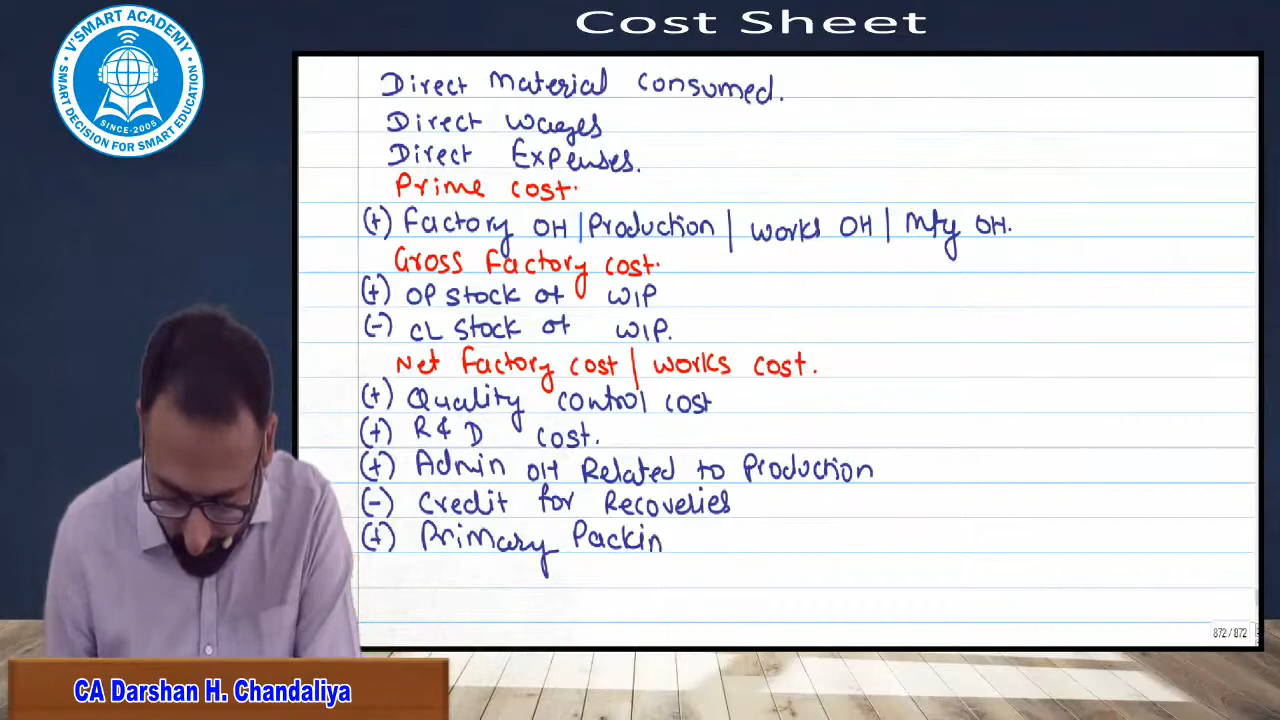 Cost Sheet
V'SMART ACADEMY
SINCE-2005
SMART DECISION FOR SMART EDUCATION
Direct Material consumed.
Direct wages
Direct Expenses.
Prime cost.
(+) Factory OH | Production | works OH | Mfg OH.
Gross Factory cost.
(+) OP Stock of WIP
(-) CL Stock of WIP.
Net Factory cost | works cost.
(+) Quality control cost
(+) R & D cost.
(+) Admin OH Related to Production
(-) Credit for Recoveries
(+) Primary Packin
872 / 872
CA Darshan H. Chandaliya